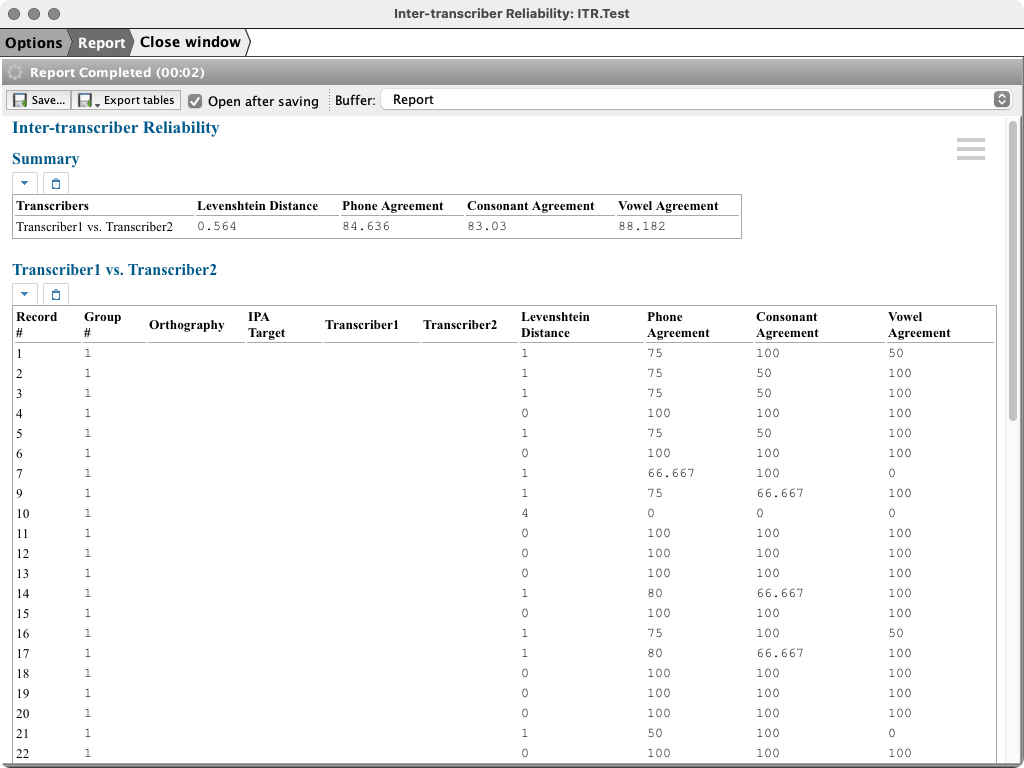 Inter-transcriber Reliability: ITR.Test
Options Report Close window
Report Completed (00:02)
Save... Export tables Open after saving Buffer: Report
Inter-transcriber Reliability
Summary
Transcribers Levenshtein Distance Phone Agreement Consonant Agreement Vowel Agreement
Transcriber1 vs. Transcriber2 0.564 84.636 83.03 88.182
Transcriber1 vs. Transcriber2
Record # Group # Orthography IPA Target Transcriber1 Transcriber2 Levenshtein Distance Phone Agreement Consonant Agreement Vowel Agreement
1 1 1 75 100 50
2 1 1 75 50 100
3 1 1 75 50 100
4 1 0 100 100 100
5 1 1 75 50 100
6 1 0 100 100 100
7 1 1 66.667 100 0
9 1 1 75 66.667 100
10 1 4 0 0 0
11 1 0 100 100 100
12 1 0 100 100 100
13 1 0 100 100 100
14 1 1 80 66.667 100
15 1 0 100 100 100
16 1 1 75 100 50
17 1 1 80 66.667 100
18 1 0 100 100 100
19 1 0 100 100 100
20 1 0 100 100 100
21 1 1 50 100 0
22 1 0 100 100 100